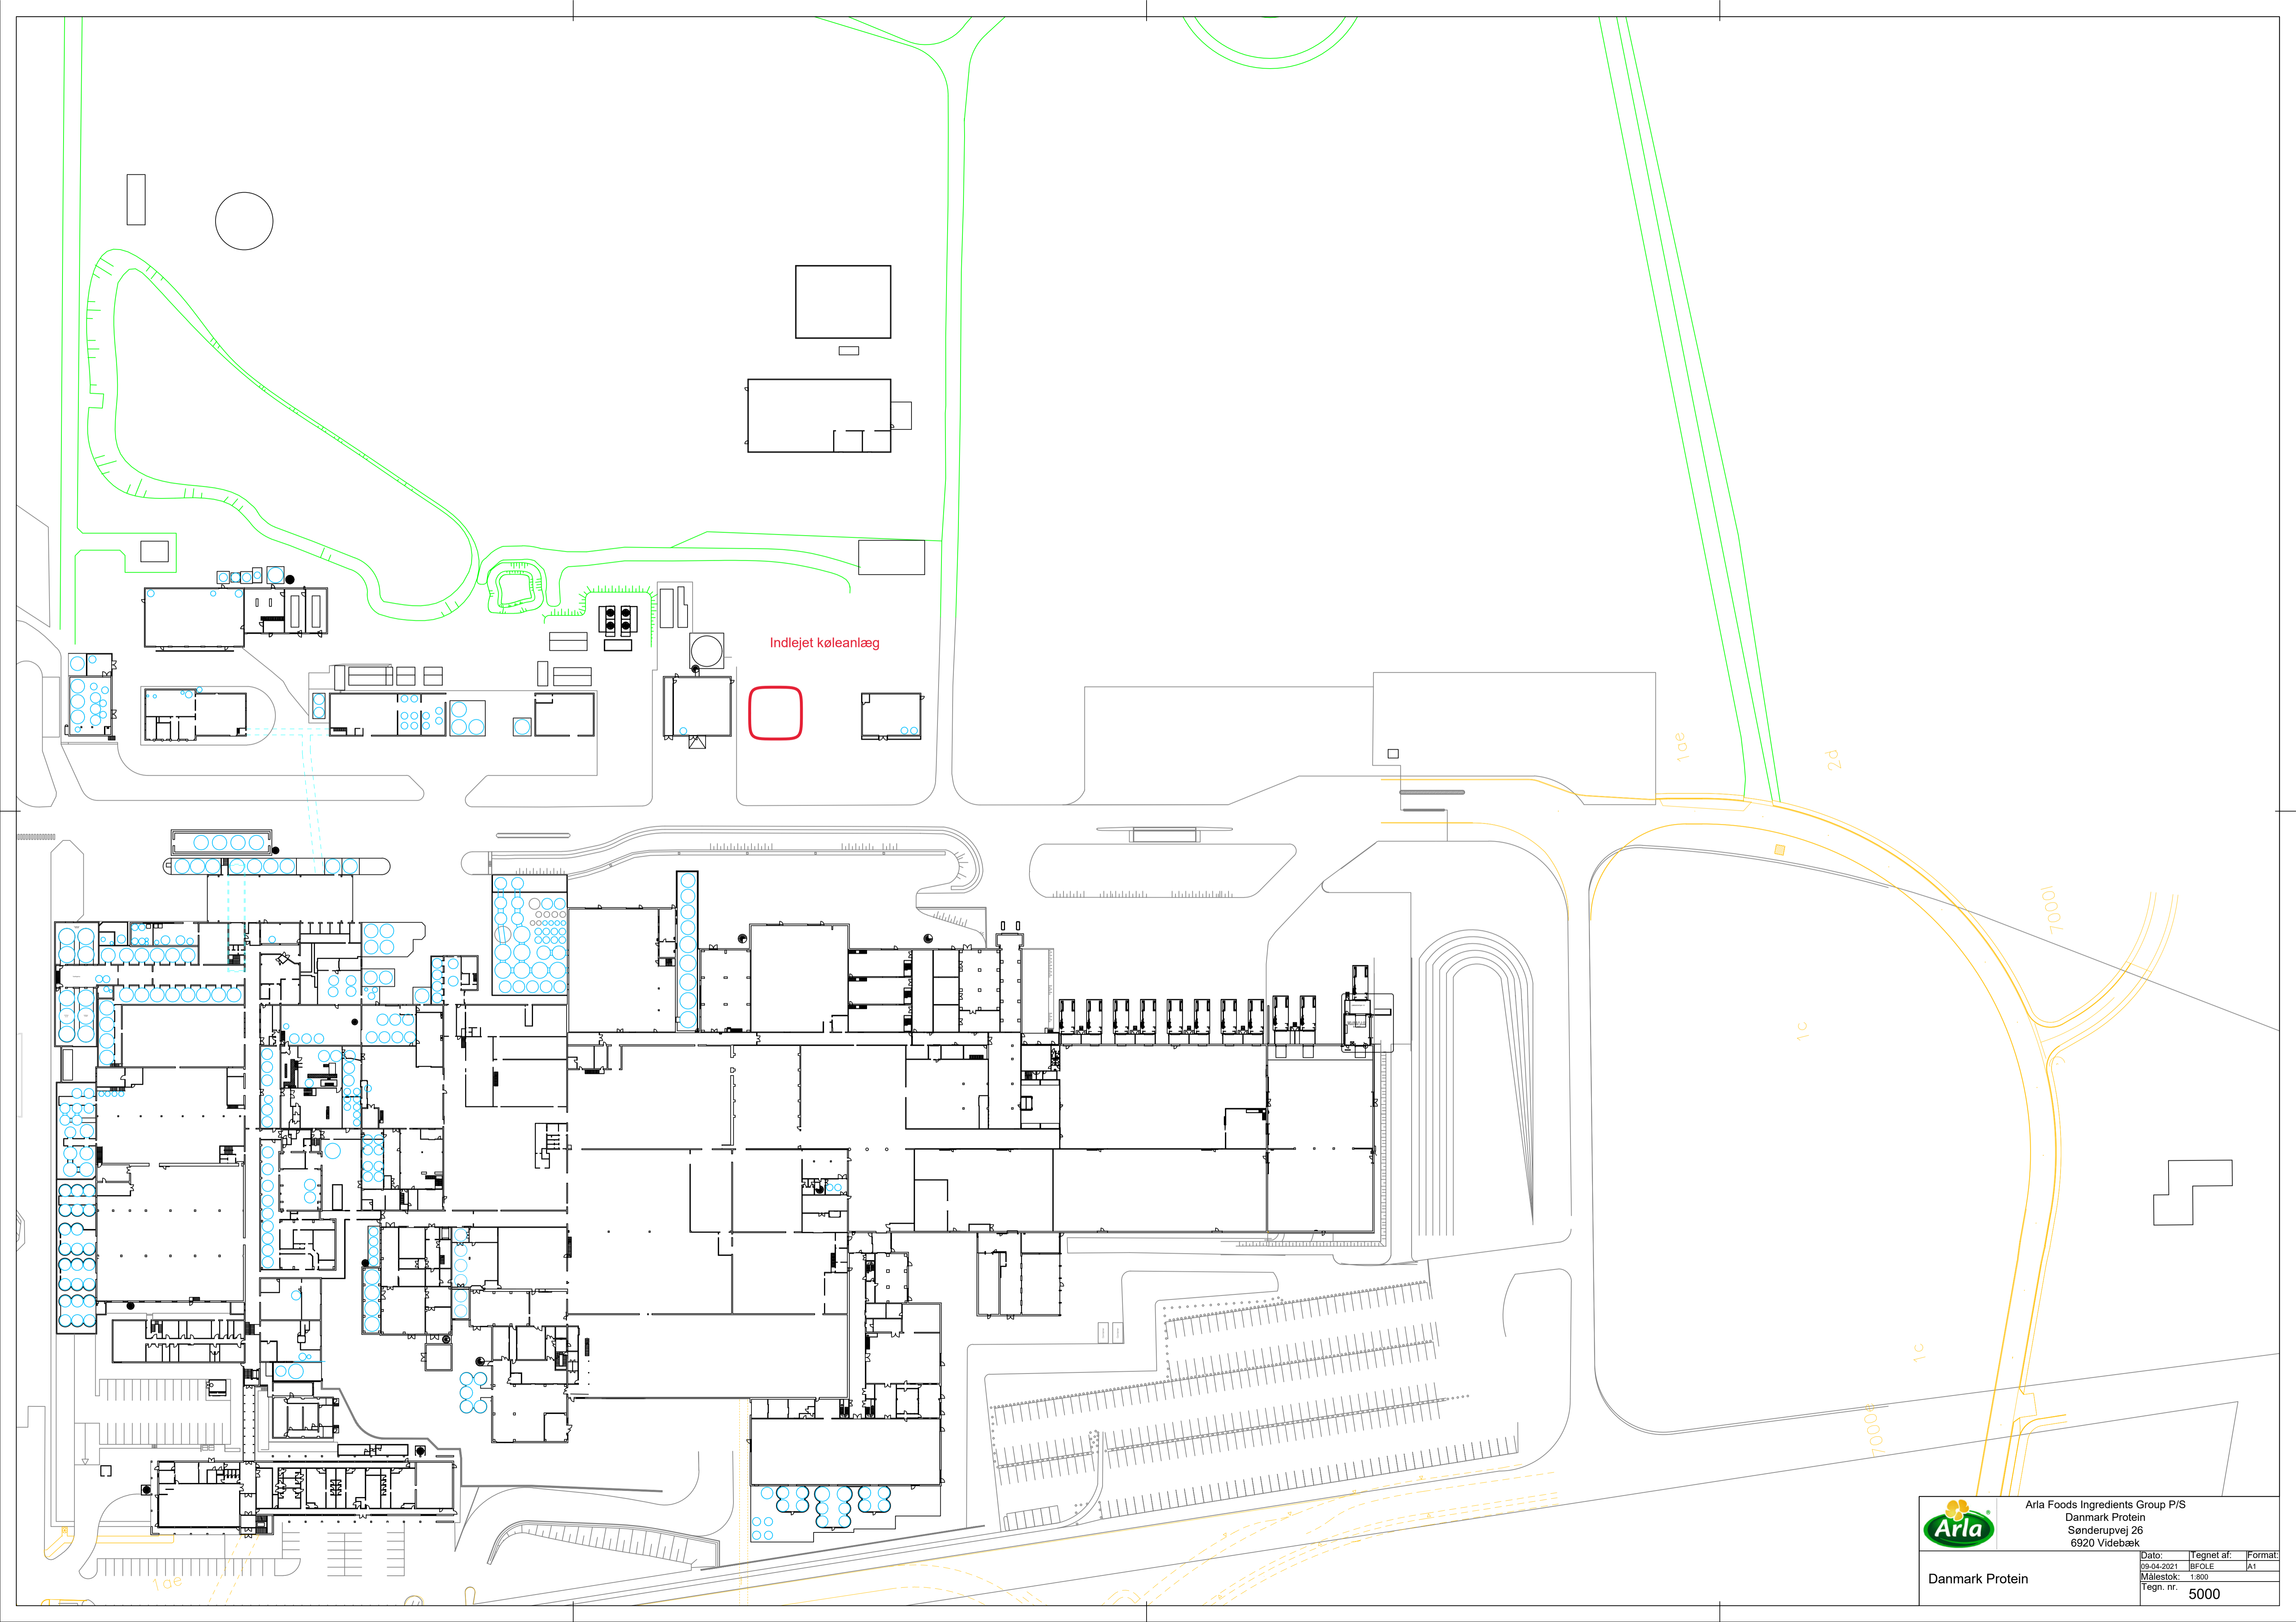 Indlejet køleanlæg
1ae
2d
7000l
1c
1c
7000s
1ae
Arla
®
Arla Foods Ingredients Group P/S
Danmark Protein
Sønderupvej 26
6920 Videbæk
Dato:
Tegnet af:
Format:
09-04-2021
BFOLE
A1
Målestok:
1:800
Danmark Protein
Tegn. nr.
5000